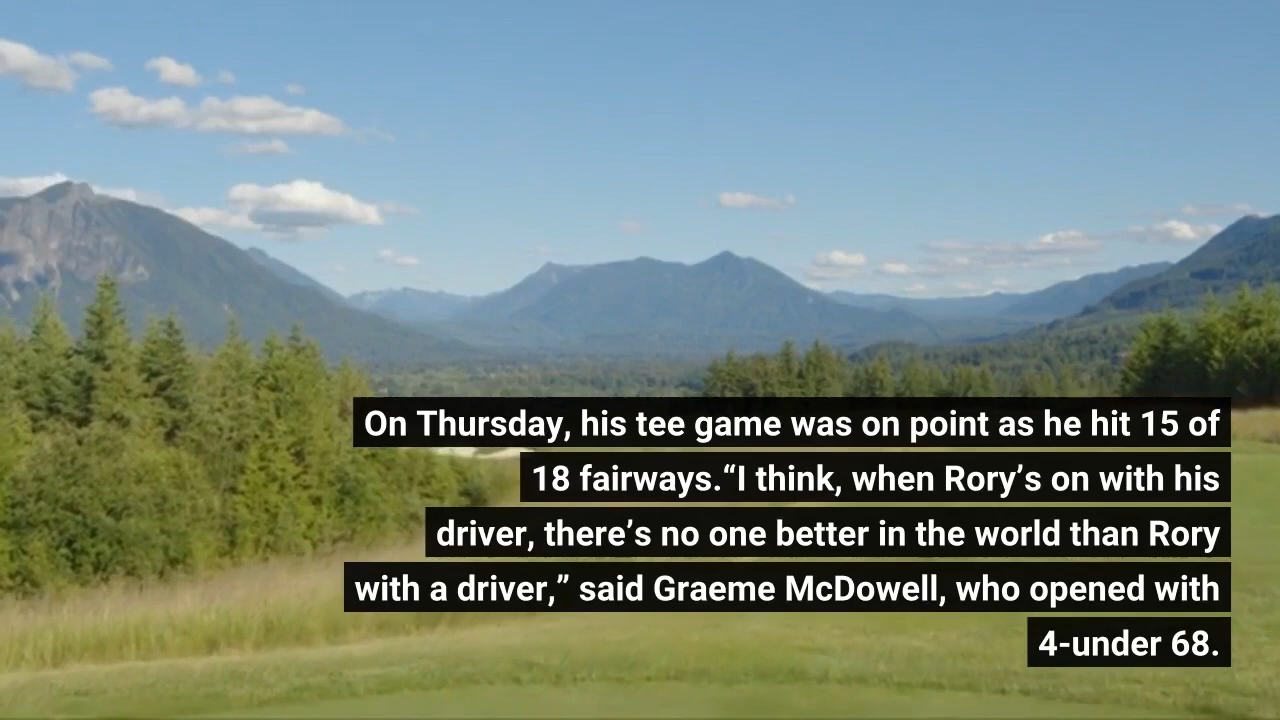 On Thursday, his tee game was on point as he hit 15 of
18 fairways.“I think, when Rory’s on with his
driver, there’s no one better in the world than Rory
with a driver,” said Graeme McDowell, who opened with
4-under 68.